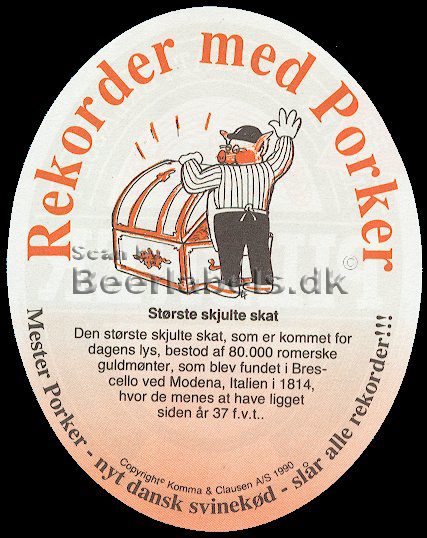 Rekorder med Porker
Scan by
Beerlabels.dk
©
Største skjulte skat
Den største skjulte skat, som er kommet for
dagens lys, bestod af 80.000 romerske
guldmønter, som blev fundet i Bres-
cello ved Modena, Italien i 1814,
hvor de menes at have ligget
siden år 37 f.v.t..
Copyright© Komma & Clausen A/S 1990
Mester Porker - nyt dansk svinekød - slår alle rekorder!!!